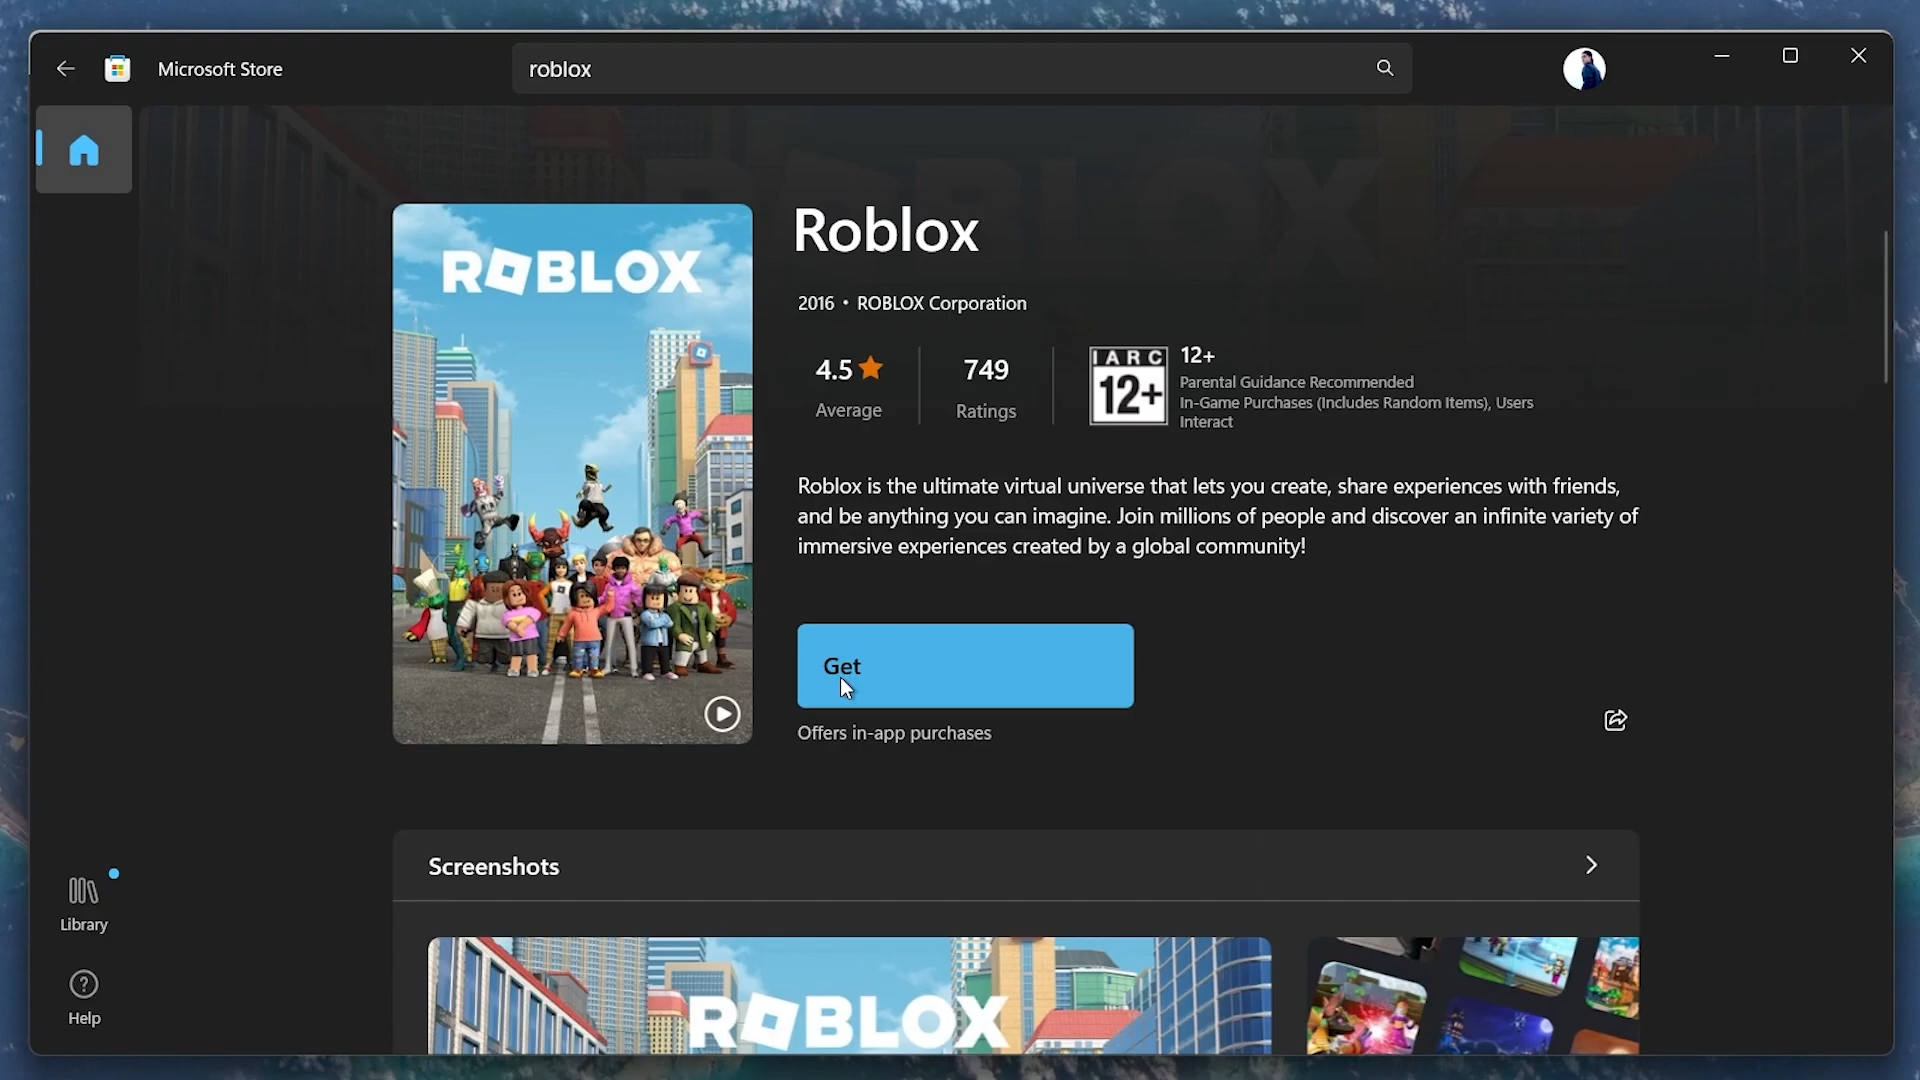 Microsoft Store
roblox
ROBLOX
Roblox
2016 • ROBLOX Corporation
4.5
Average
749
Ratings
IARC
12+
12+
Parental Guidance Recommended
In-Game Purchases (Includes Random Items), Users
Interact
Roblox is the ultimate virtual universe that lets you create, share experiences with friends,
and be anything you can imagine. Join millions of people and discover an infinite variety of
immersive experiences created by a global community!
Get
Offers in-app purchases
Screenshots
ROBLOX
Library
Help